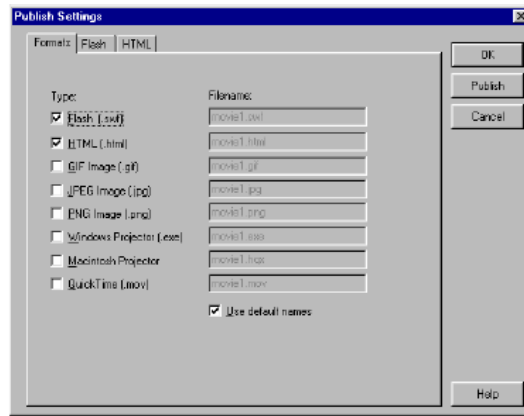 Publish Settings
Formats Flash HTML
OK
Publish
Cancel
Type: Filename:
Flash (.swf) movie1.swf
HTML (.html) movie1.html
GIF Image (.gif) movie1.gif
JPEG Image (.jpg) movie1.jpg
PNG Image (.png) movie1.png
Windows Projector (.exe) movie1.exe
Macintosh Projector movie1.hqx
QuickTime (.mov) movie1.mov
Use default names
Help